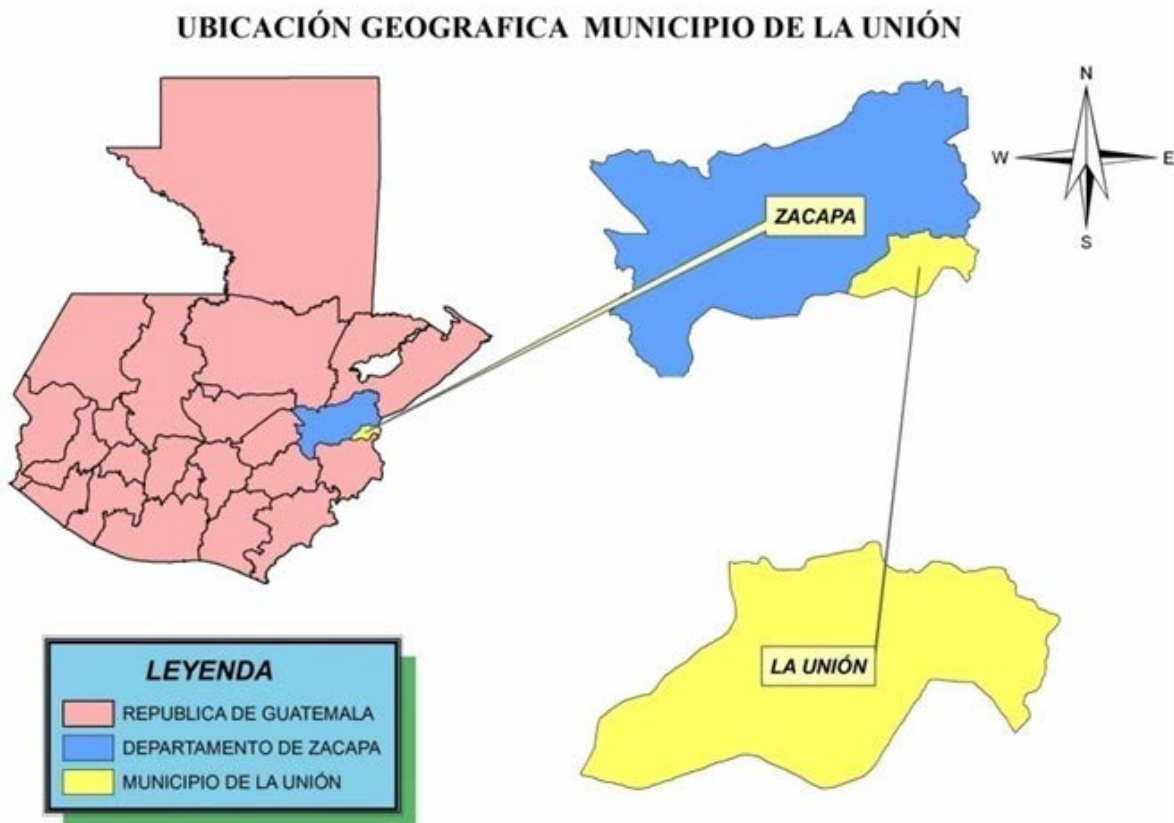 UBICACIÓN GEOGRAFICA MUNICIPIO DE LA UNIÓN
N
W
E
S
ZACAPA
LA UNIÓN
LEYENDA
REPUBLICA DE GUATEMALA
DEPARTAMENTO DE ZACAPA
MUNICIPIO DE LA UNIÓN